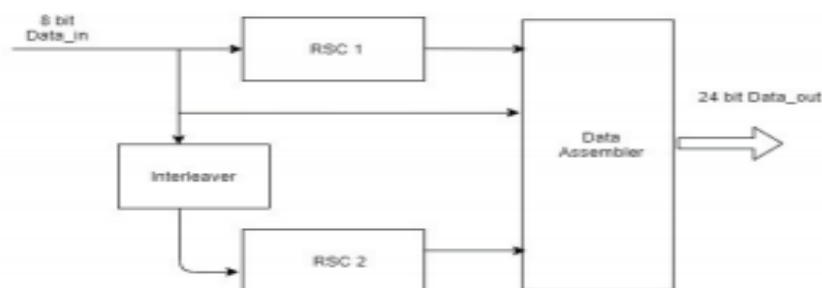 8 bit
Data_in
RSC 1
24 bit Data_out
Data
Assembler
Interleaver
RSC 2